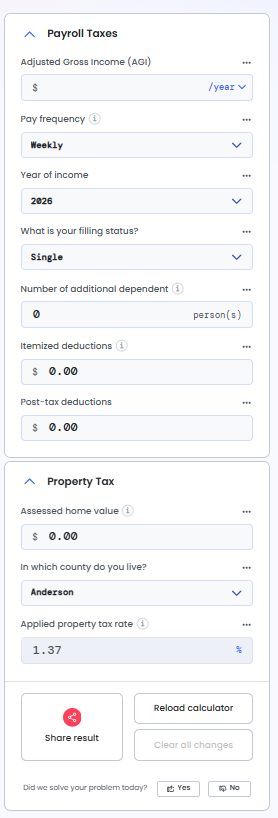 Payroll Taxes
Adjusted Gross Income (AGI) ...
$ /year
Pay frequency i ...
Weekly
Year of income ...
2026
What is your filling status? ...
Single
Number of additional dependent i ...
0 person(s)
Itemized deductions i ...
$ 0.00
Post-tax deductions ...
$ 0.00
Property Tax
Assessed home value i ...
$ 0.00
In which county do you live? ...
Anderson
Applied property tax rate i ...
1.37 %
Share result
Reload calculator
Clear all changes
Did we solve your problem today? Yes No